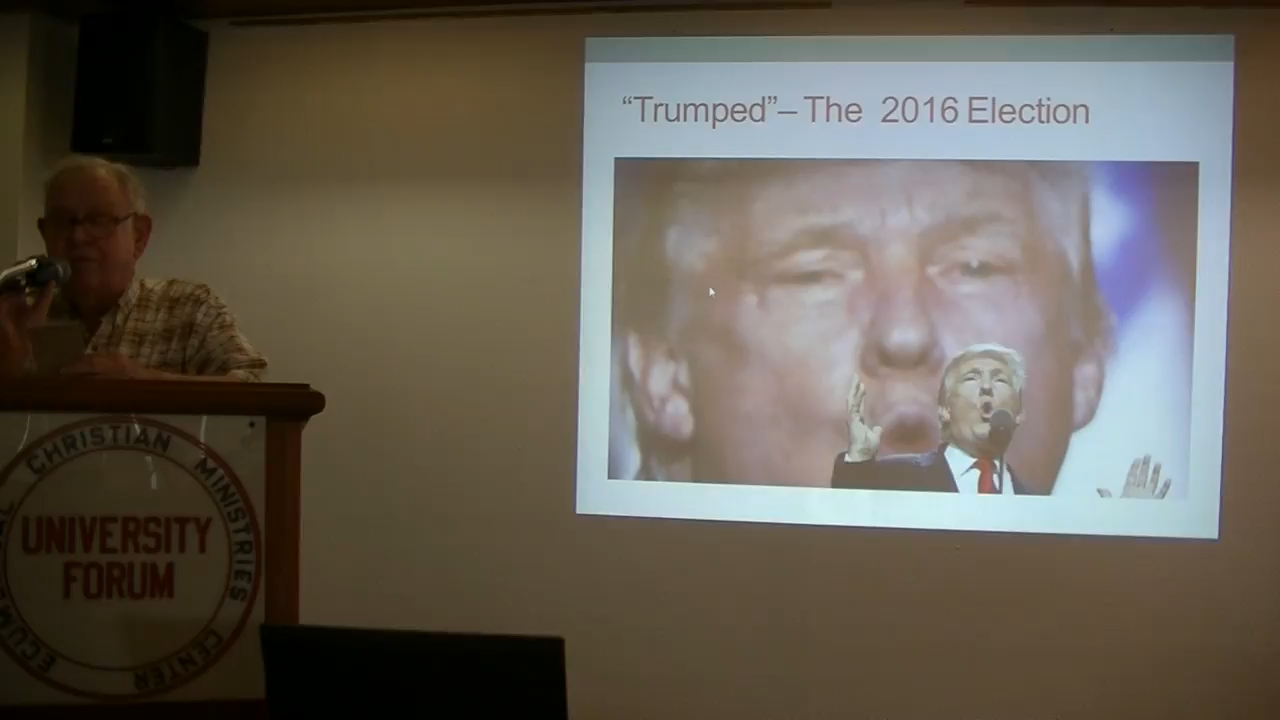 “Trumped”– The 2016 Election
CHRISTIAN MINISTRIES CENTER
UNIVERSITY
FORUM